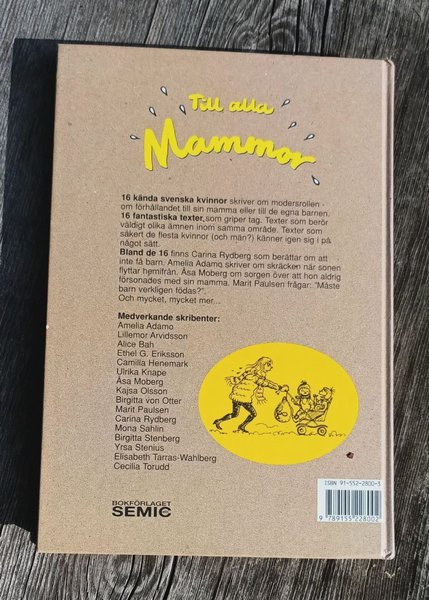 Till alla
Mammor
16 kända svenska kvinnor skriver om modersrollen -
om förhållandet till sin mamma eller till de egna barnen.
16 fantastiska texter, som griper tag. Texter som berör
väldigt olika ämnen inom samma område. Texter som
säkert de flesta kvinnor (och män?) känner igen sig i på
något sätt.
Bland de 16 finns Carina Rydberg som berättar om att
inte få barn. Amelia Adamo skriver om skräcken när sonen
flyttar hemifrån. Åsa Moberg om sorgen över att hon aldrig
försonades med sin mamma. Marit Paulsen frågar: "Måste
barn verkligen födas?".
Och mycket, mycket mer...
Medverkande skribenter:
Amelia Adamo
Lillemor Arvidsson
Alice Bah
Ethel G. Eriksson
Camilla Henemark
Ulrika Knape
Åsa Moberg
Kajsa Olsson
Birgitta von Otter
Marit Paulsen
Carina Rydberg
Mona Sahlin
Birgitta Stenberg
Yrsa Stenius
Elisabeth Tarras-Wahlberg
Cecilia Torudd
BOKFÖRLAGET
SEMIC
ISBN 91-552-2800-3
9 789155 228002